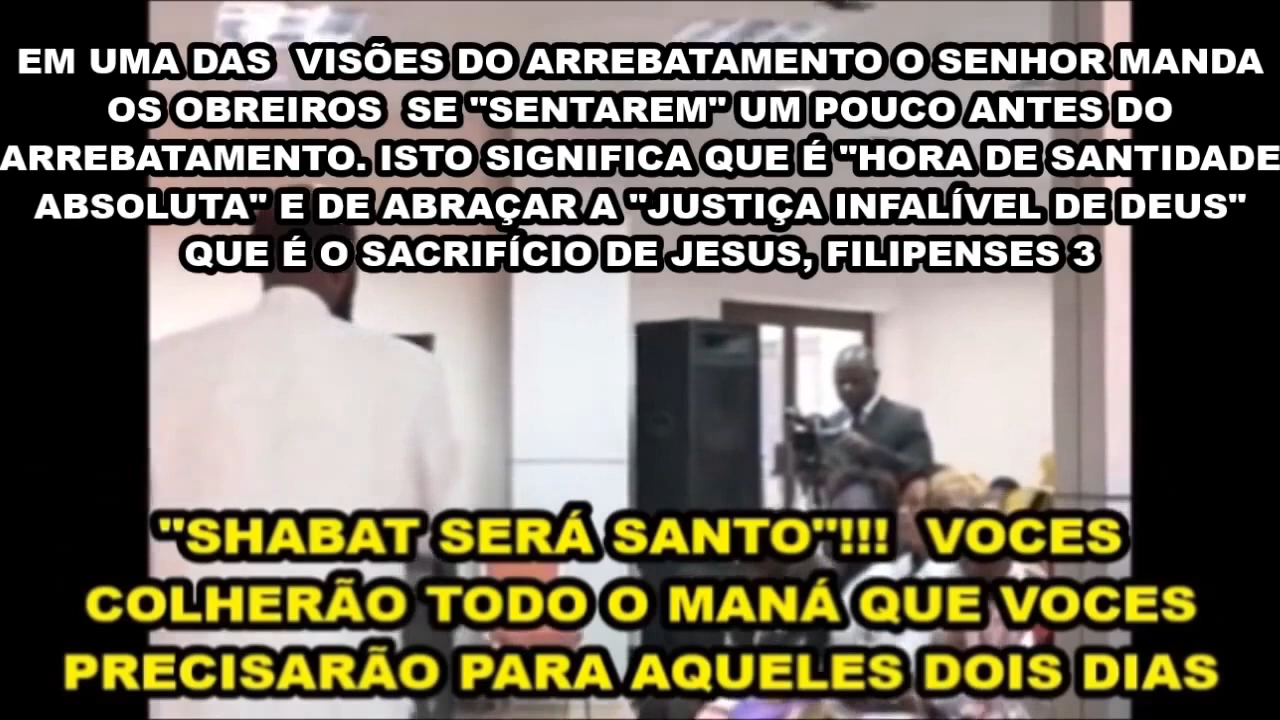 EM UMA DAS VISÕES DO ARREBATAMENTO O SENHOR MANDA
OS OBREIROS SE "SENTAREM" UM POUCO ANTES DO
ARREBATAMENTO. ISTO SIGNIFICA QUE É "HORA DE SANTIDADE
ABSOLUTA" E DE ABRAÇAR A "JUSTIÇA INFALÍVEL DE DEUS"
QUE É O SACRIFÍCIO DE JESUS, FILIPENSES 3
"SHABAT SERÁ SANTO"!!! VOCES
COLHERÃO TODO O MANÁ QUE VOCES
PRECISARÃO PARA AQUELES DOIS DIAS